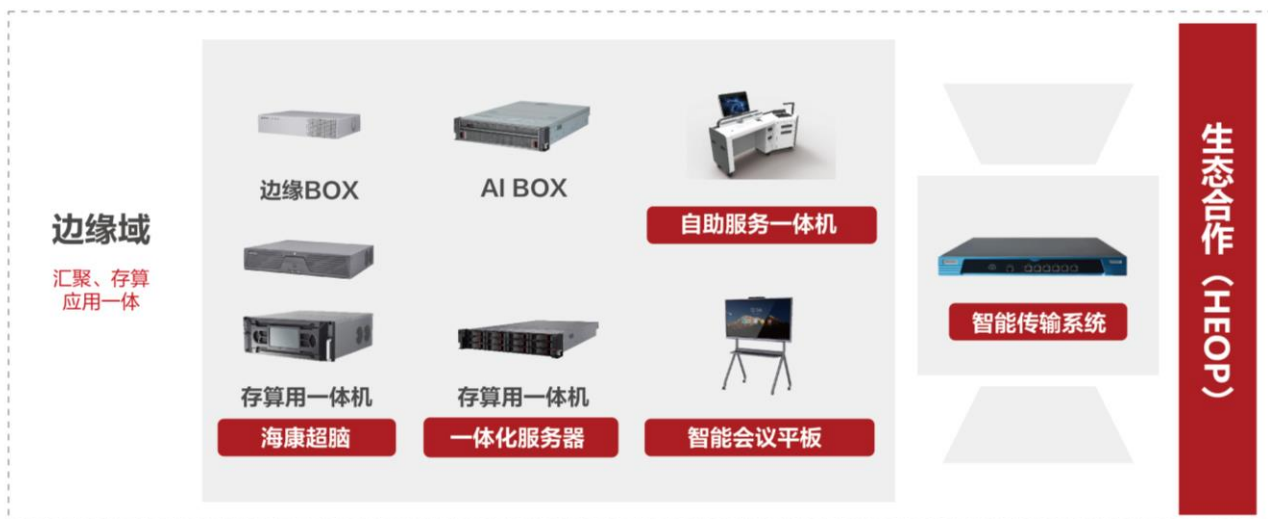 边缘域
汇聚、存算
应用一体
边缘BOX
AI BOX
自助服务一体机
存算用一体机
海康超脑
存算用一体机
一体化服务器
智能会议平板
智能传输系统
生态合作（HEOP）